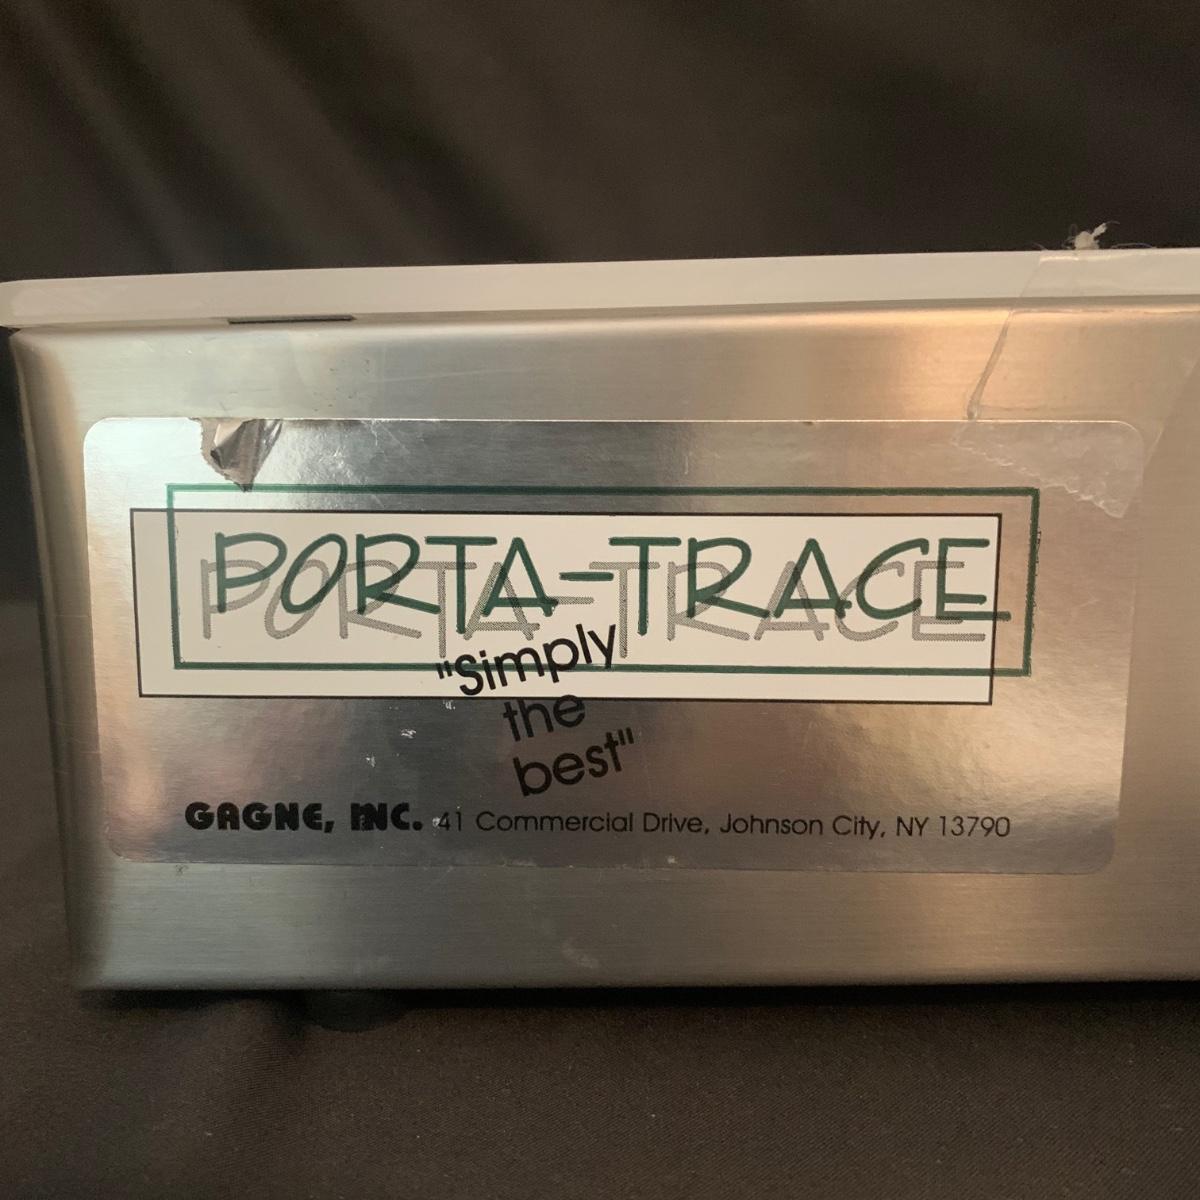 PORTA-TRACE
"Simply
the
best"
GAGNE, INC. 41 Commercial Drive, Johnson City, NY 13790